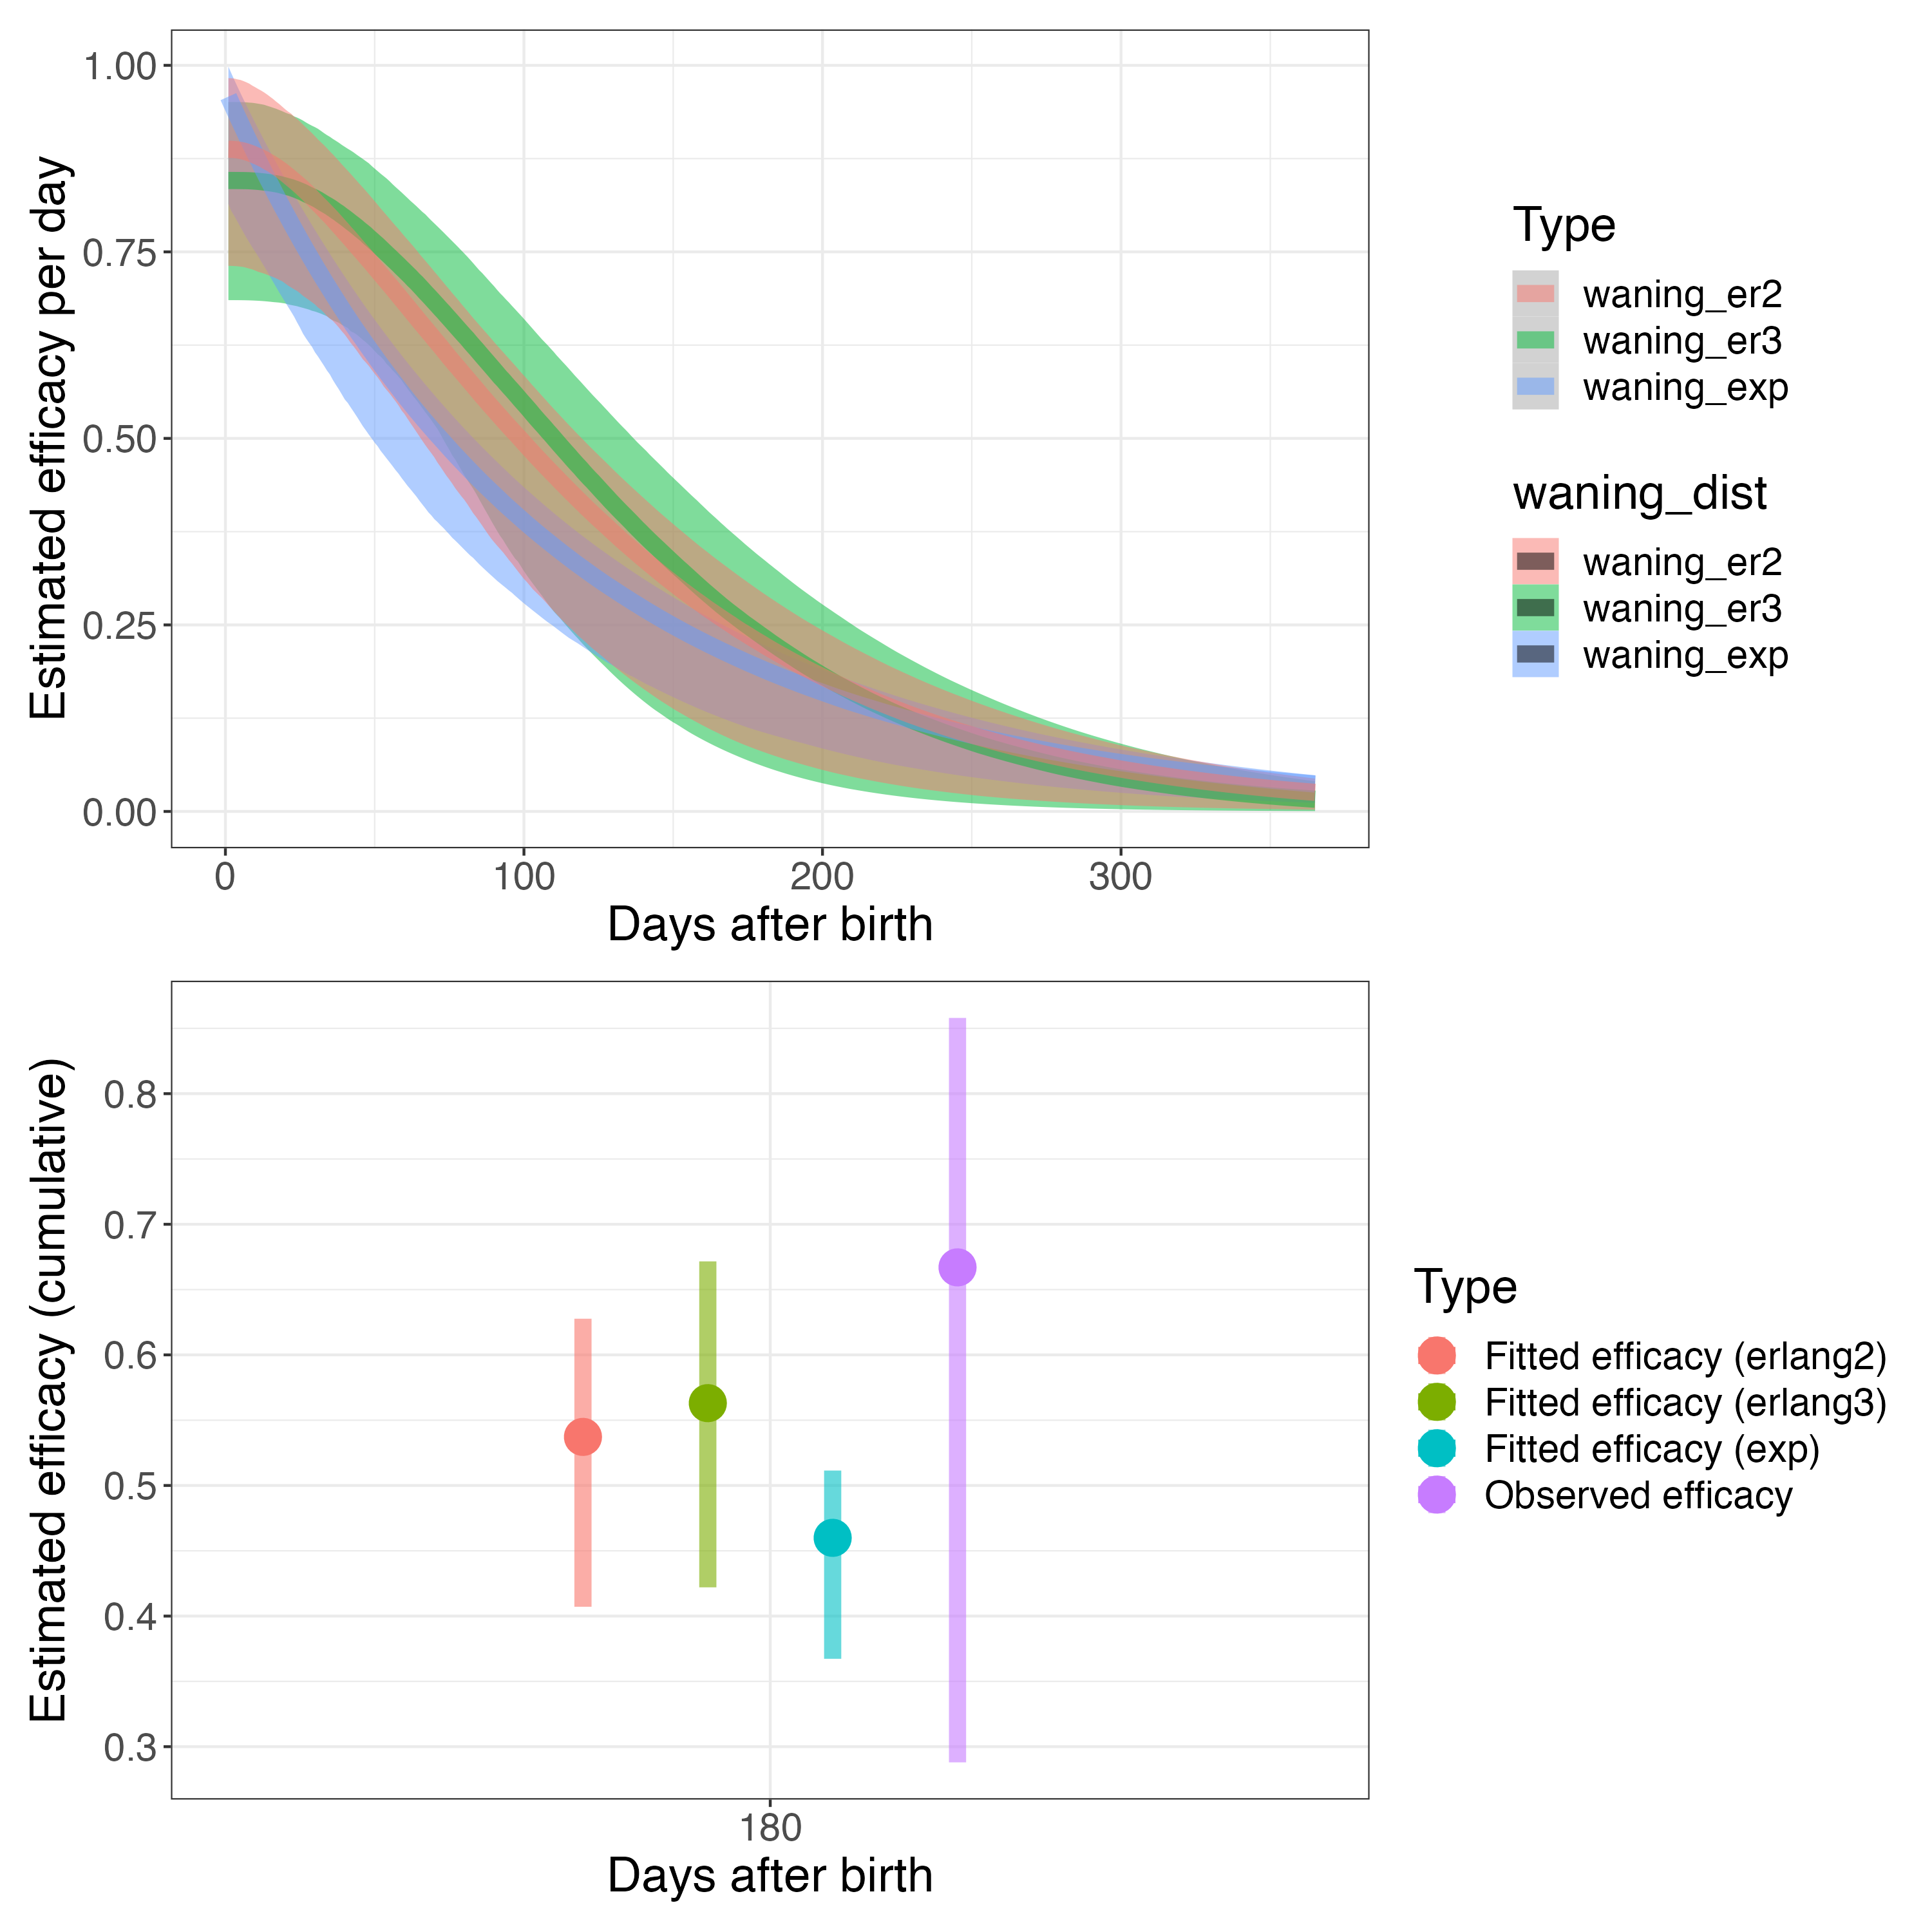 Estimated efficacy per day
1.00
0.75
0.50
0.25
0.00
0 100 200 300
Days after birth
Type
waning_er2
waning_er3
waning_exp
waning_dist
waning_er2
waning_er3
waning_exp
Estimated efficacy (cumulative)
0.8
0.7
0.6
0.5
0.4
0.3
180
Days after birth
Type
Fitted efficacy (erlang2)
Fitted efficacy (erlang3)
Fitted efficacy (exp)
Observed efficacy